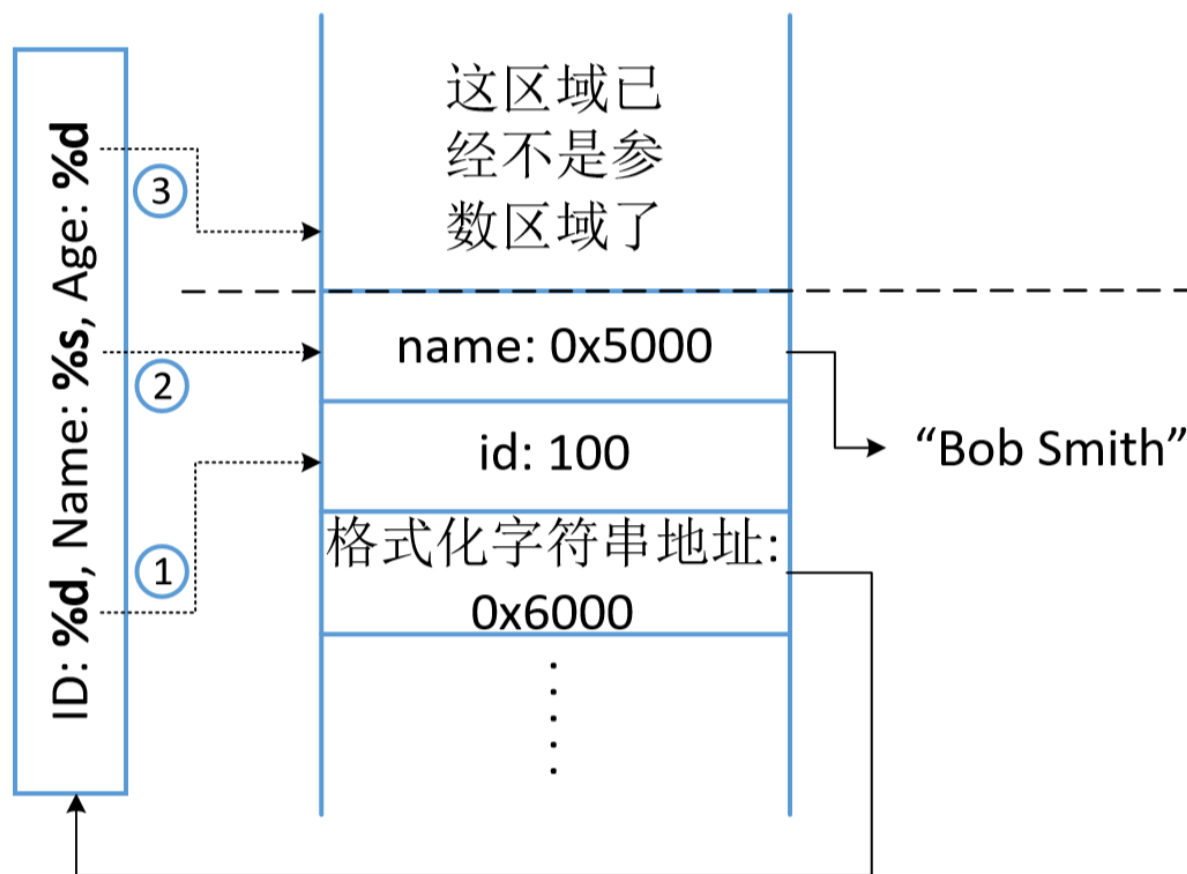 ID: %d, Name: %s, Age: %d
这区域已
经不是参
数区域了
3
name: 0x5000
2
id: 100
“Bob Smith”
格式化字符串地址:
0x6000
1